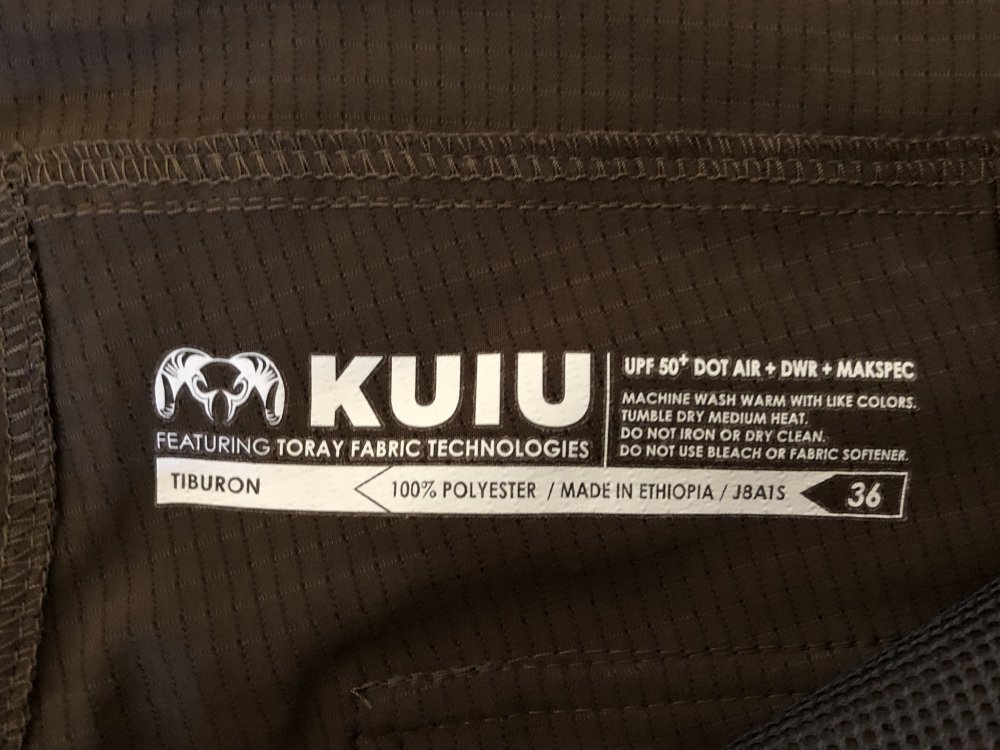 KUIU
FEATURING TORAY FABRIC TECHNOLOGIES
UPF 50+ DOT AIR + DWR + MAKSPEC
MACHINE WASH WARM WITH LIKE COLORS.
TUMBLE DRY MEDIUM HEAT.
DO NOT IRON OR DRY CLEAN.
DO NOT USE BLEACH OR FABRIC SOFTENER.
TIBURON 100% POLYESTER / MADE IN ETHIOPIA / J8A1S 36